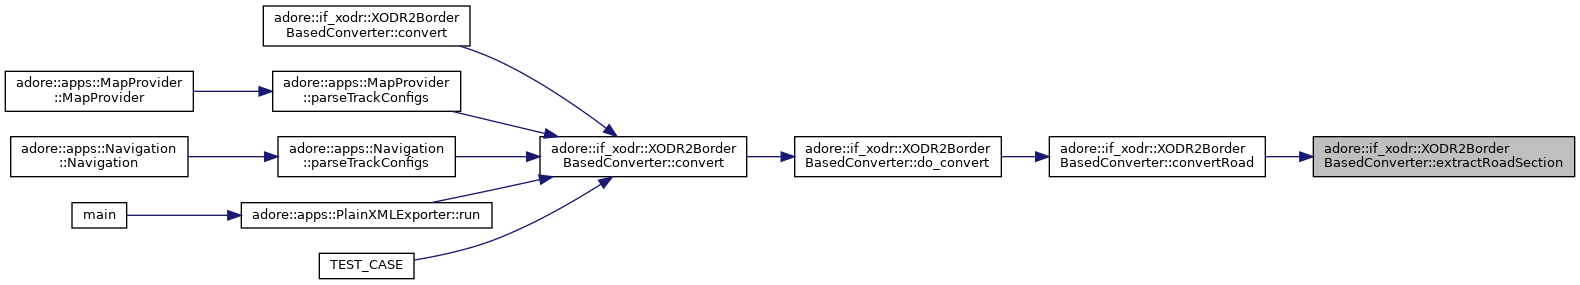 adore::if_xodr::XODR2Border
BasedConverter::convert
adore::apps::MapProvider
::MapProvider
adore::apps::MapProvider
::parseTrackConfigs
adore::apps::Navigation
::Navigation
adore::apps::Navigation
::parseTrackConfigs
adore::if_xodr::XODR2Border
BasedConverter::convert
adore::if_xodr::XODR2Border
BasedConverter::do_convert
adore::if_xodr::XODR2Border
BasedConverter::convertRoad
adore::if_xodr::XODR2Border
BasedConverter::extractRoadSection
main
adore::apps::PlainXMLExporter::run
TEST_CASE